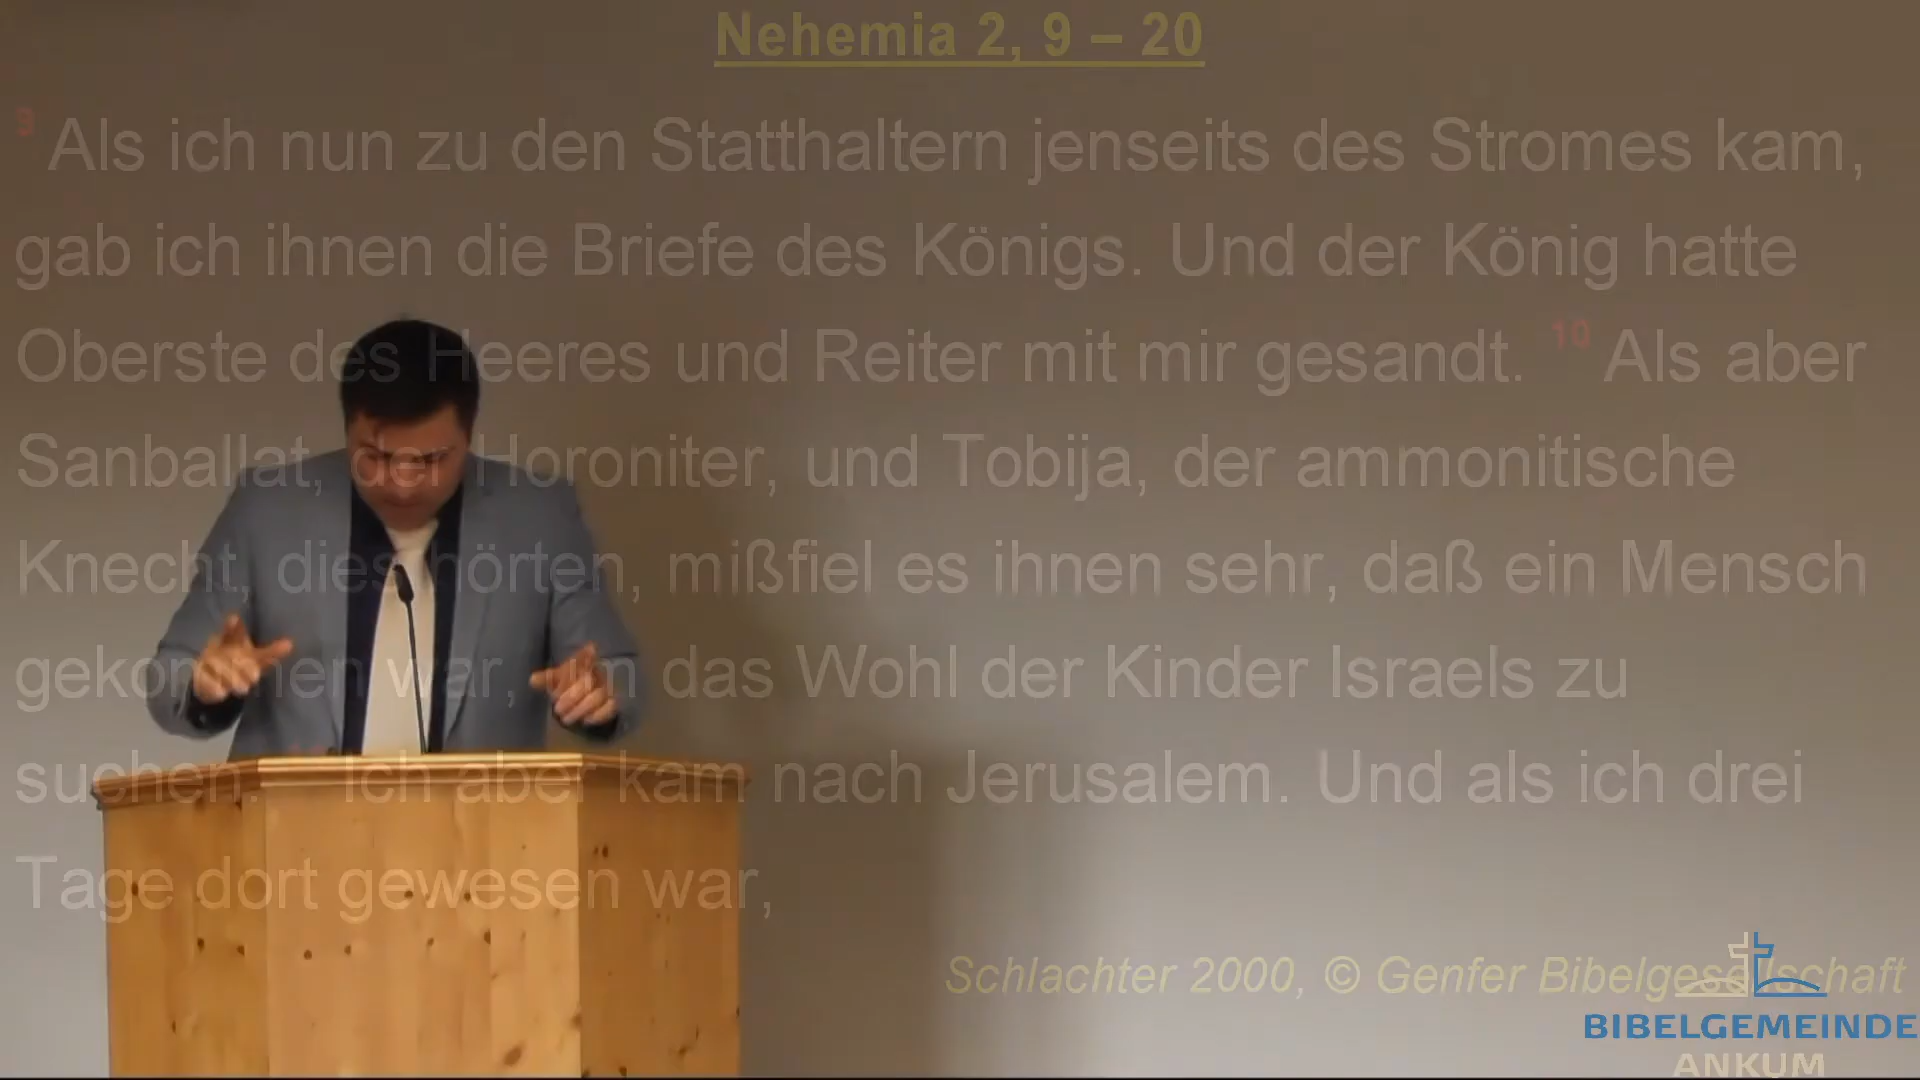 Nehemia 2, 9 – 20
9 Als ich nun zu den Statthaltern jenseits des Stromes kam,
gab ich ihnen die Briefe des Königs. Und der König hatte
Oberste des Heeres und Reiter mit mir gesandt. 10 Als aber
Sanballat, der Horoniter, und Tobija, der ammonitische
Knecht, dies hörten, mißfiel es ihnen sehr, daß ein Mensch
gekommen war, um das Wohl der Kinder Israels zu
suchen. Ich aber kam nach Jerusalem. Und als ich drei
Tage dort gewesen war,
Schlachter 2000, © Genfer Bibelgesellschaft
BIBELGEMEINDE
ANKUM